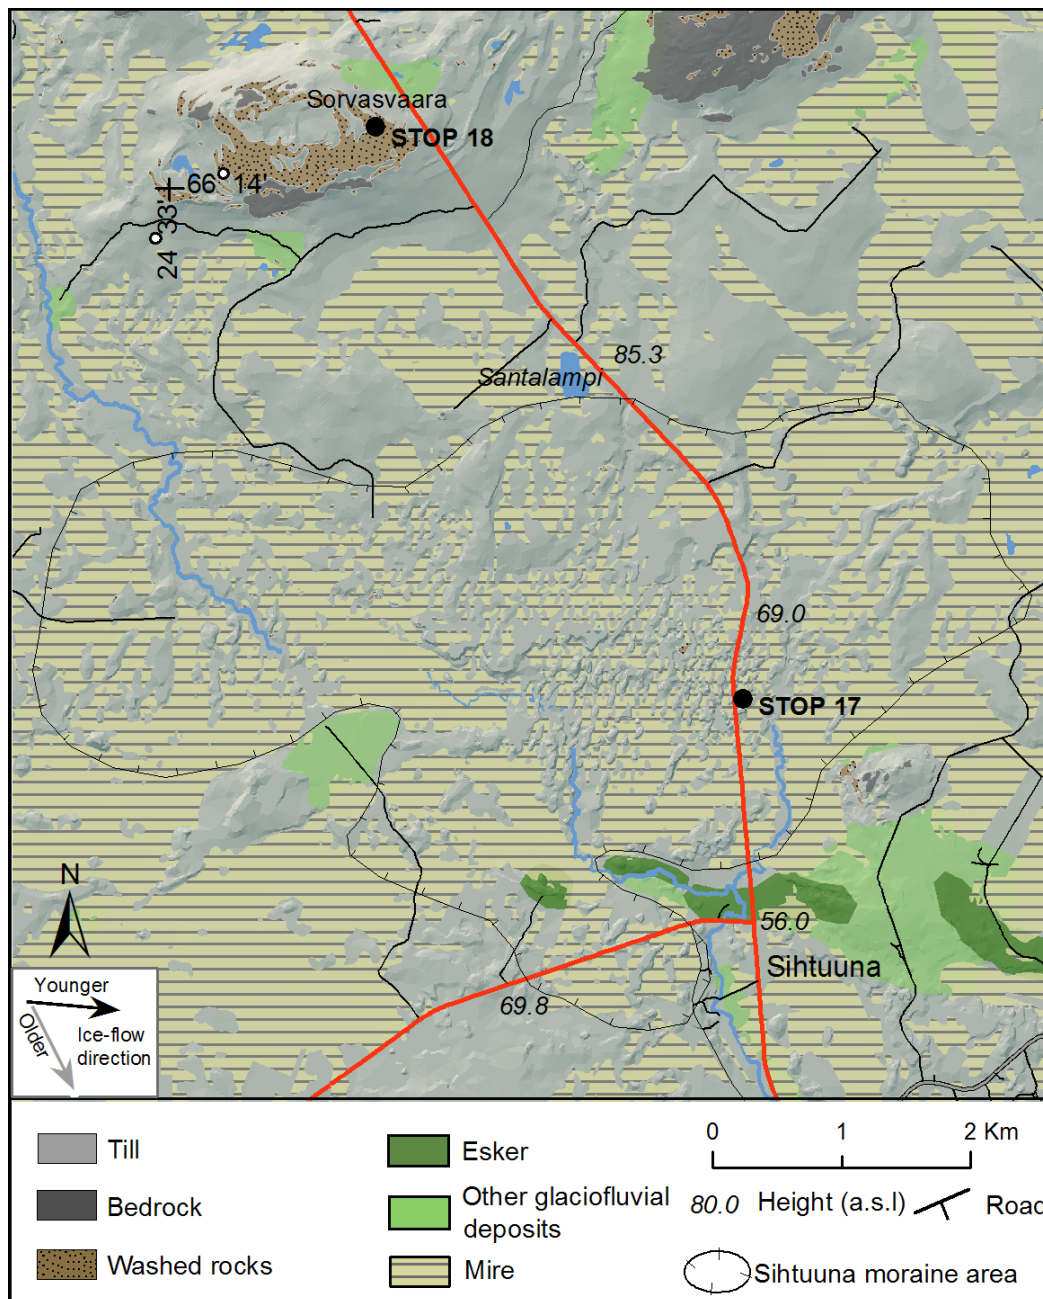 Sorvasvaara
STOP 18
66° 14'
24° 33'
85.3
Santalampi
69.0
STOP 17
N
56.0
Sihtuuna
69.8
Younger
Older
Ice-flow
direction
Till
Bedrock
Washed rocks
Esker
Other glaciofluvial
deposits
Mire
0 1 2 Km
80.0 Height (a.s.l) Road
Sihtuuna moraine area